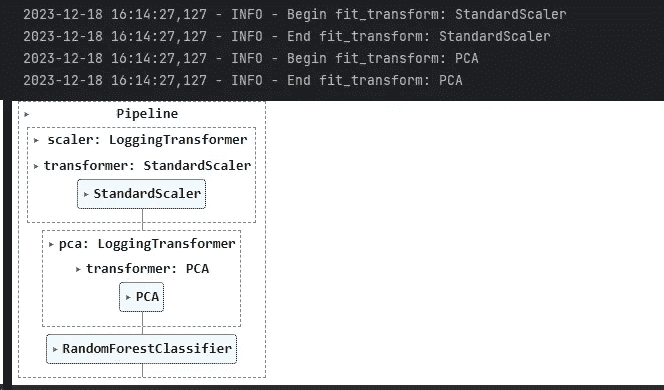 2023-12-18 16:14:27,127 - INFO - Begin fit_transform: StandardScaler
2023-12-18 16:14:27,127 - INFO - End fit_transform: StandardScaler
2023-12-18 16:14:27,127 - INFO - Begin fit_transform: PCA
2023-12-18 16:14:27,127 - INFO - End fit_transform: PCA
Pipeline
scaler: LoggingTransformer
transformer: StandardScaler
StandardScaler
pca: LoggingTransformer
transformer: PCA
PCA
RandomForestClassifier